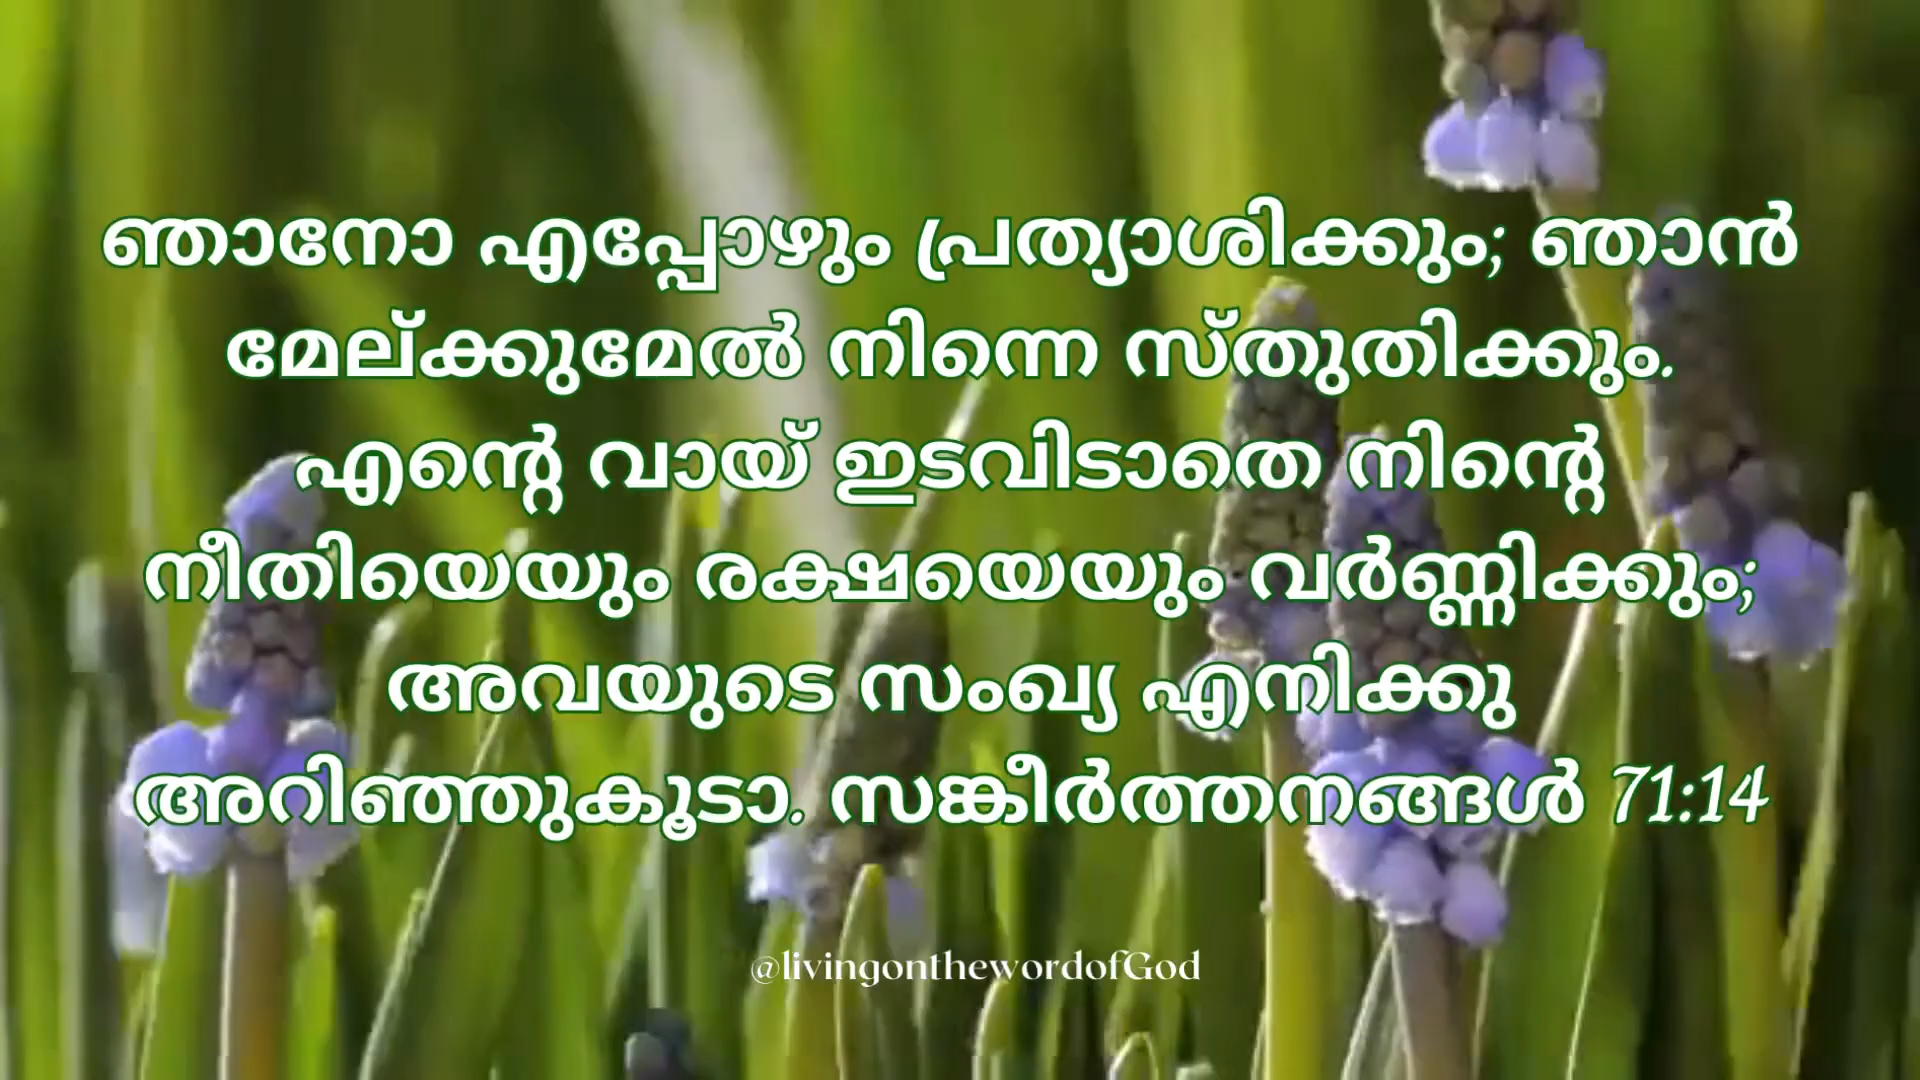 ഞാനോ എപ്പോഴും പ്രത്യാശിക്കും; ഞാൻ
മേല്ക്കുമേൽ നിന്നെ സ്തുതിക്കും.
എന്റെ വായ് ഇടവിടാതെ നിന്റെ
നീതിയെയും രക്ഷയെയും വർണ്ണിക്കും;
അവയുടെ സംഖ്യ എനിക്കു
അറിഞ്ഞുകൂടാ. സങ്കീർത്തനങ്ങൾ 71:14
@livingonthewordofGod